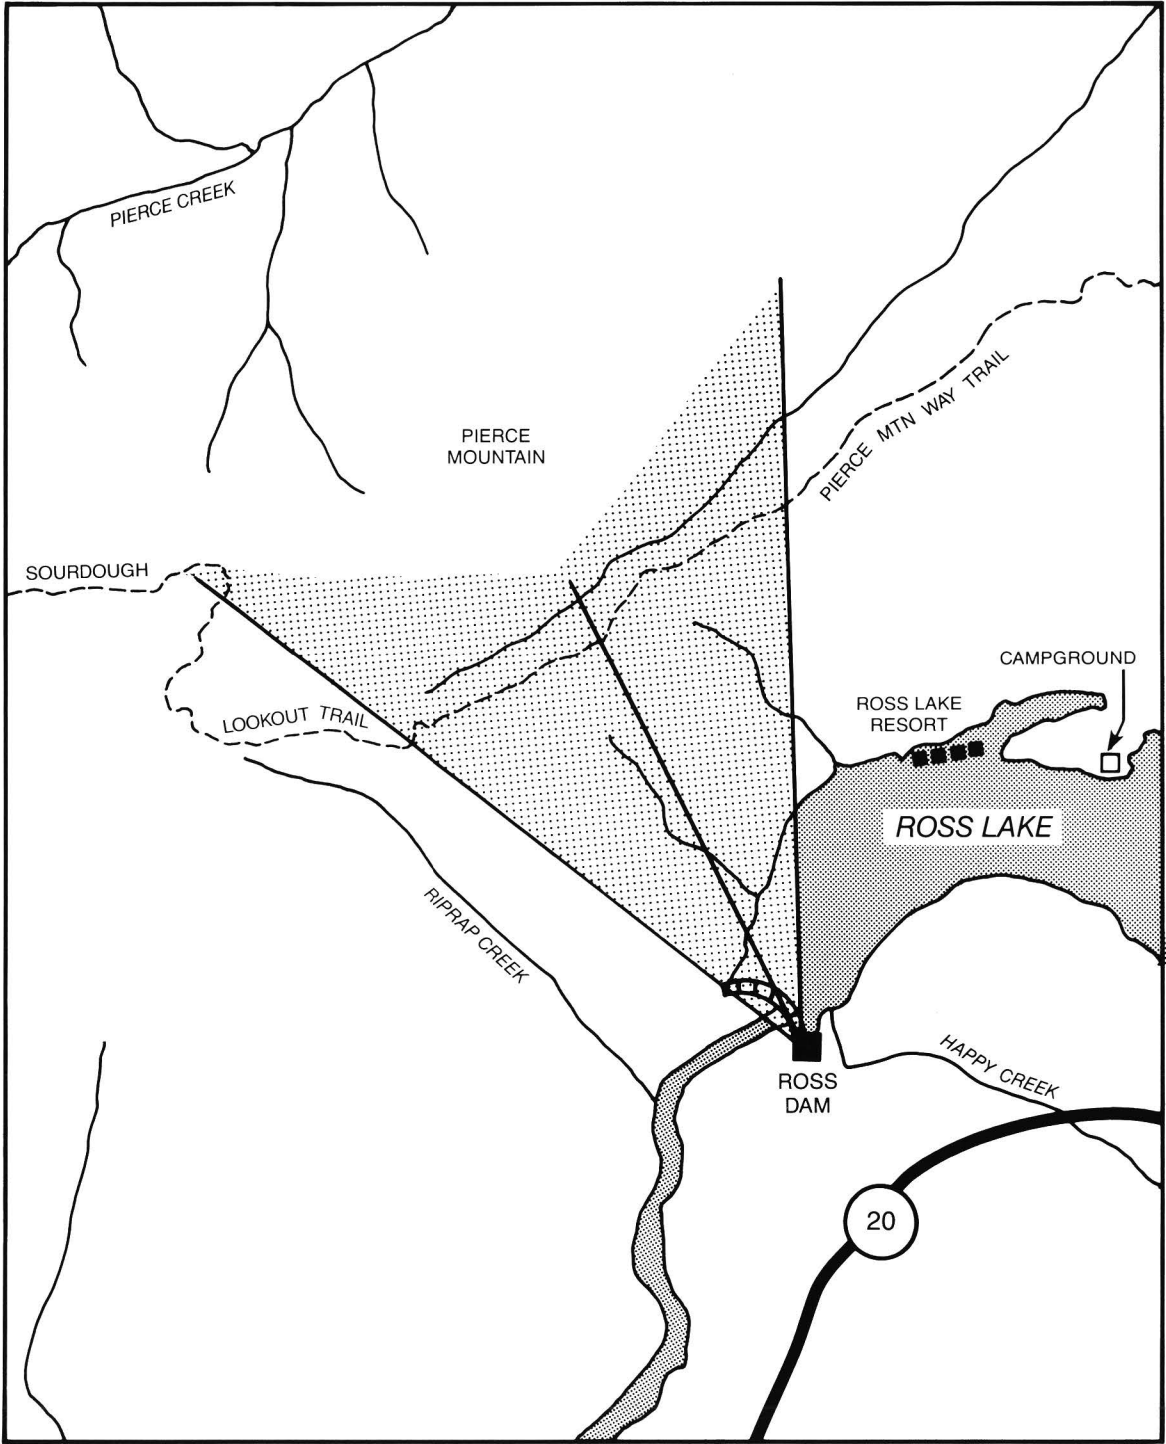 PIERCE CREEK
PIERCE
MOUNTAIN
PIERCE MTN WAY TRAIL
SOURDOUGH
LOOKOUT TRAIL
CAMPGROUND
ROSS LAKE
RESORT
ROSS LAKE
RIPRAP CREEK
HAPPY CREEK
ROSS
DAM
20